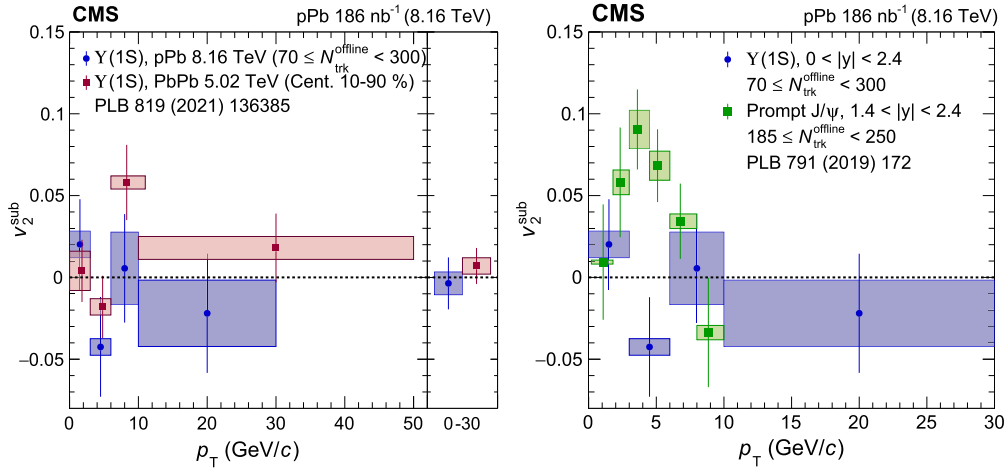 CMS
pPb 186 nb⁻¹ (8.16 TeV)
0.15
0.1
0.05
0
−0.05
v₂^sub
ϒ(1S), pPb 8.16 TeV (70 ≤ N_trk^offline < 300)
ϒ(1S), PbPb 5.02 TeV (Cent. 10-90 %)
PLB 819 (2021) 136385
0 10 20 30 40 50
0-30
p_T (GeV/c)
CMS
pPb 186 nb⁻¹ (8.16 TeV)
0.15
0.1
0.05
0
−0.05
v₂^sub
ϒ(1S), 0 < |y| < 2.4
70 ≤ N_trk^offline < 300
Prompt J/ψ, 1.4 < |y| < 2.4
185 ≤ N_trk^offline < 250
PLB 791 (2019) 172
0 5 10 15 20 25 30
p_T (GeV/c)